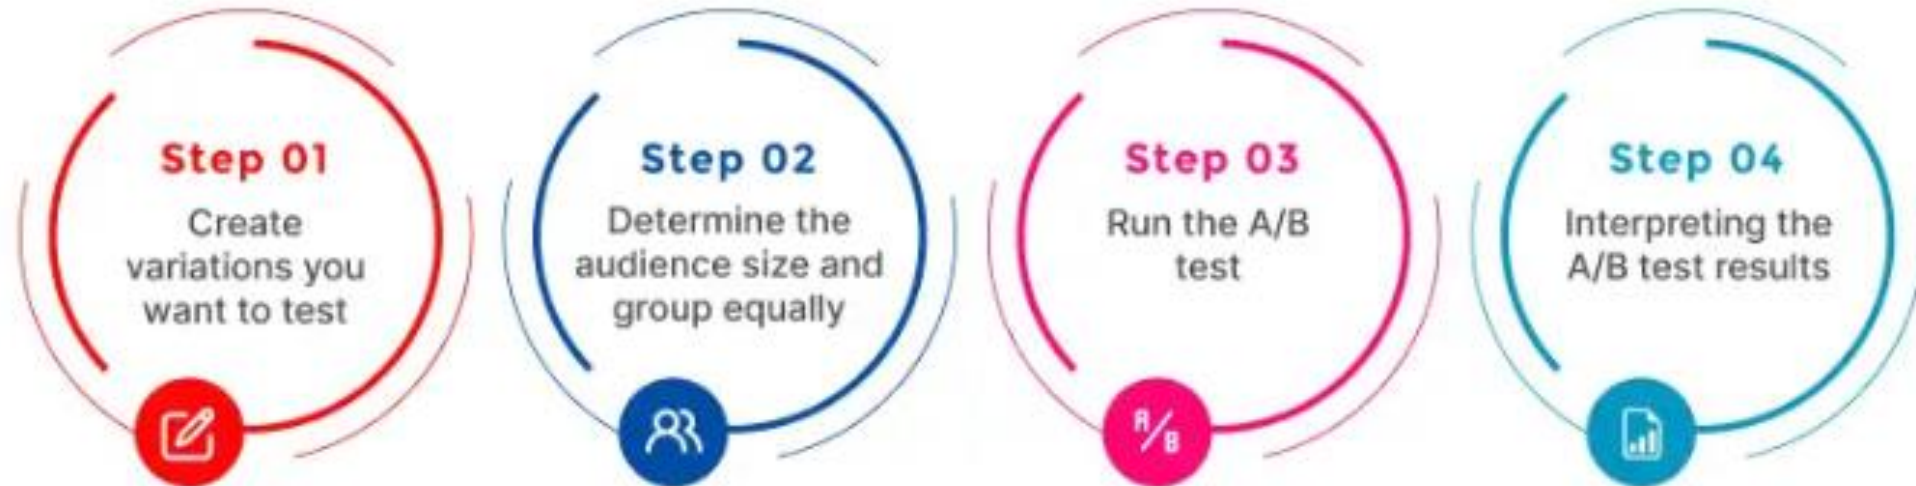 Step 01
Create
variations you
want to test
Step 02
Determine the
audience size and
group equally
Step 03
Run the A/B
test
A/B
Step 04
Interpreting the
A/B test results